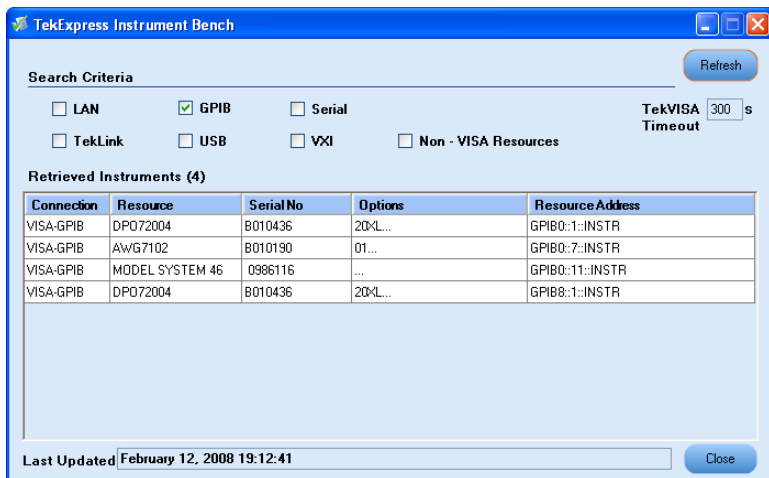 TekExpress Instrument Bench
Refresh
Search Criteria
LAN GPIB Serial TekVISA Timeout 300 s
TekLink USB VXI Non - VISA Resources
Retrieved Instruments (4)
Connection Resource Serial No Options Resource Address
VISA-GPIB DPO72004 B010436 20XL... GPIB0::1::INSTR
VISA-GPIB AWG7102 B010190 01... GPIB0::7::INSTR
VISA-GPIB MODEL SYSTEM 46 0986116 ... GPIB0::11::INSTR
VISA-GPIB DPO72004 B010436 20XL... GPIB8::1::INSTR
Last Updated February 12, 2008 19:12:41 Close